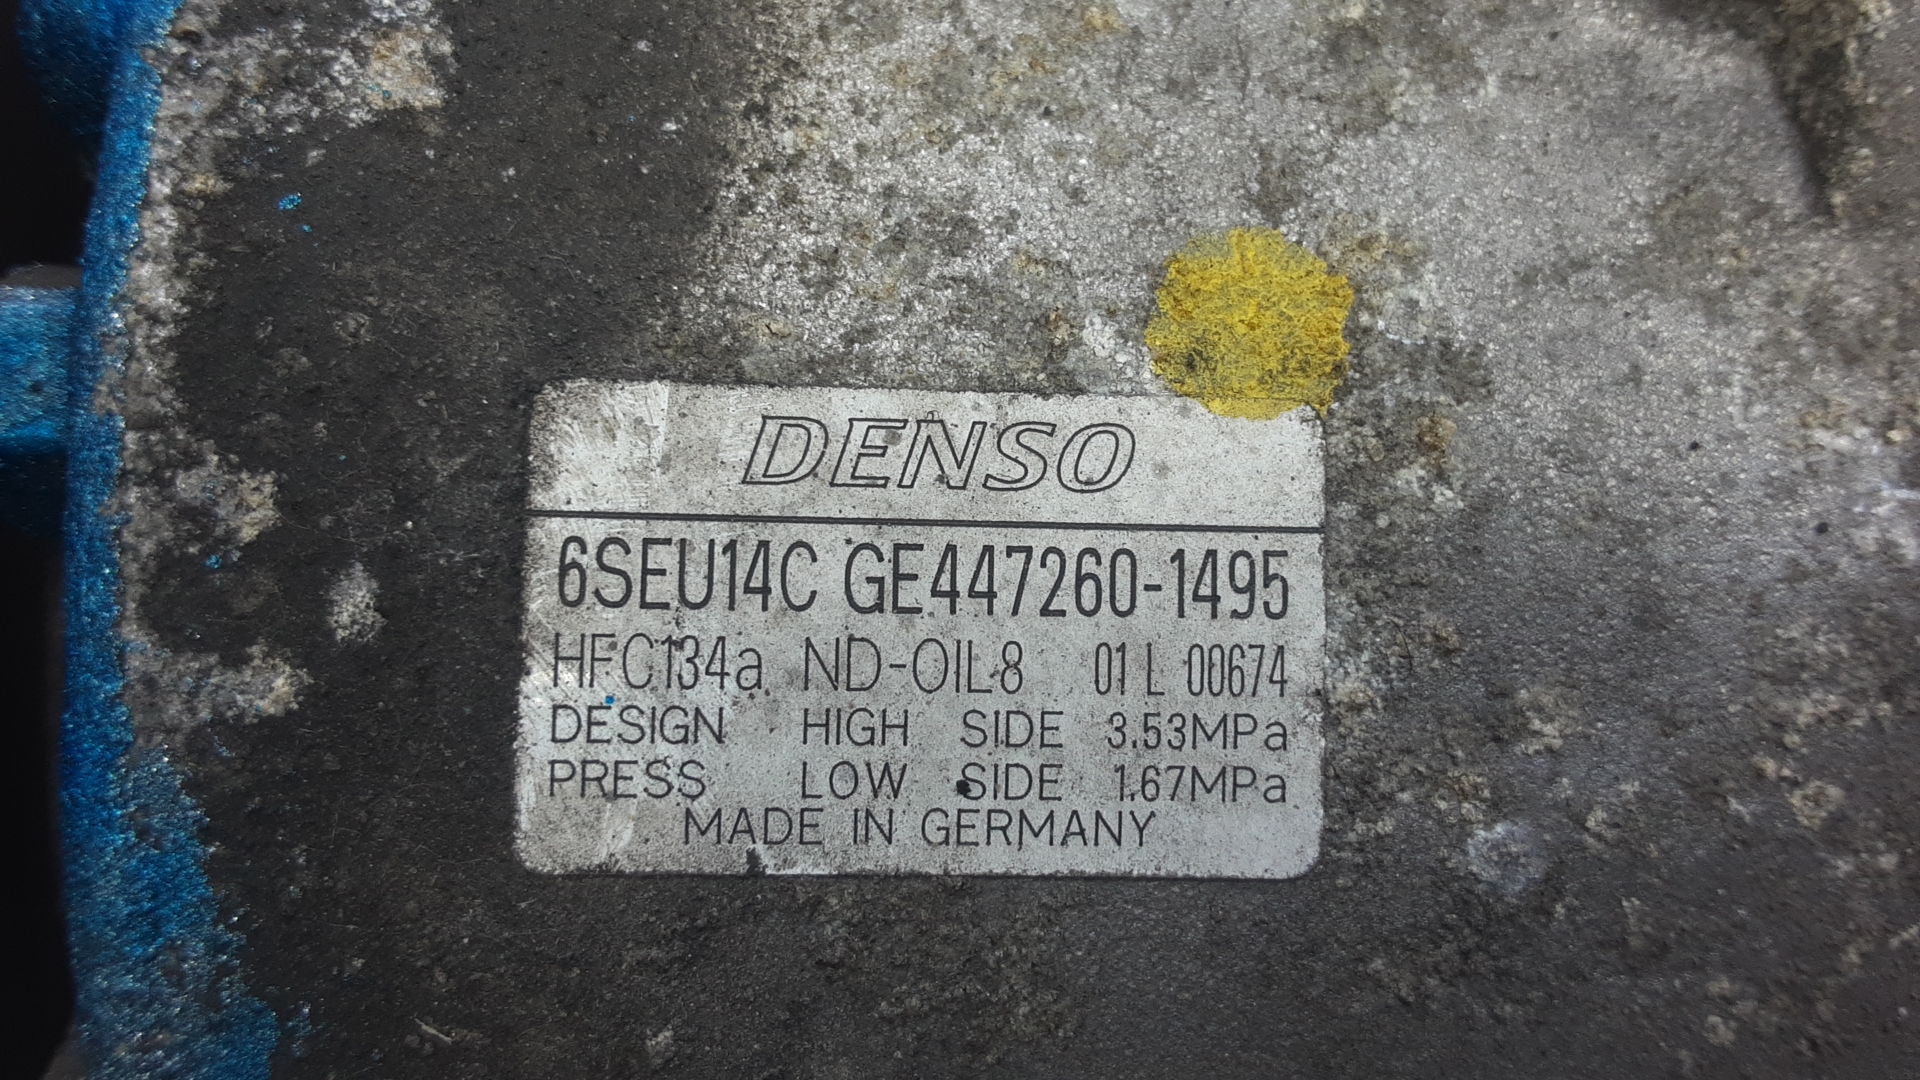 DENSO
6SEU14C GE447260-1495
HFC134a ND-OIL8 01 L 00674
DESIGN HIGH SIDE 3.53MPa
PRESS LOW SIDE 1.67MPa
MADE IN GERMANY